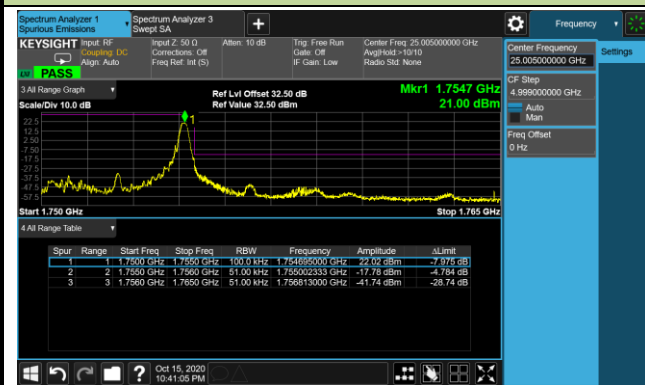 Spectrum Analyzer 1
Spurious Emissions
Spectrum Analyzer 3
Swept SA
Frequency
KEYSIGHT
Input: RF
Coupling: DC
Align: Auto
Input Z: 50 Ω
Corrections: Off
Freq Ref: Int (S)
Atten: 10 dB
Trig: Free Run
Gate: Off
IF Gain: Low
Center Freq: 25.005000000 GHz
Avg|Hold:>10/10
Radio Std: None
PASS
3 All Range Graph
Scale/Div 10.0 dB
Ref Lvl Offset 32.50 dB
Ref Value 32.50 dBm
Mkr1 1.7547 GHz
21.00 dBm
1
22.5
12.5
2.50
-7.50
-17.5
-27.5
-37.5
-47.5
-57.5
Start 1.750 GHz
Stop 1.765 GHz
4 All Range Table
Spur Range Start Freq Stop Freq RBW Frequency Amplitude ΔLimit
1 1 1.7500 GHz 1.7550 GHz 100.0 kHz 1.754695000 GHz 22.02 dBm -7.975 dB
2 2 1.7550 GHz 1.7560 GHz 51.00 kHz 1.755002333 GHz -17.78 dBm -4.784 dB
3 3 1.7560 GHz 1.7650 GHz 51.00 kHz 1.756813000 GHz -41.74 dBm -28.74 dB
Oct 15, 2020
10:41:05 PM
Center Frequency
25.005000000 GHz
Settings
CF Step
4.999000000 GHz
Auto
Man
Freq Offset
0 Hz